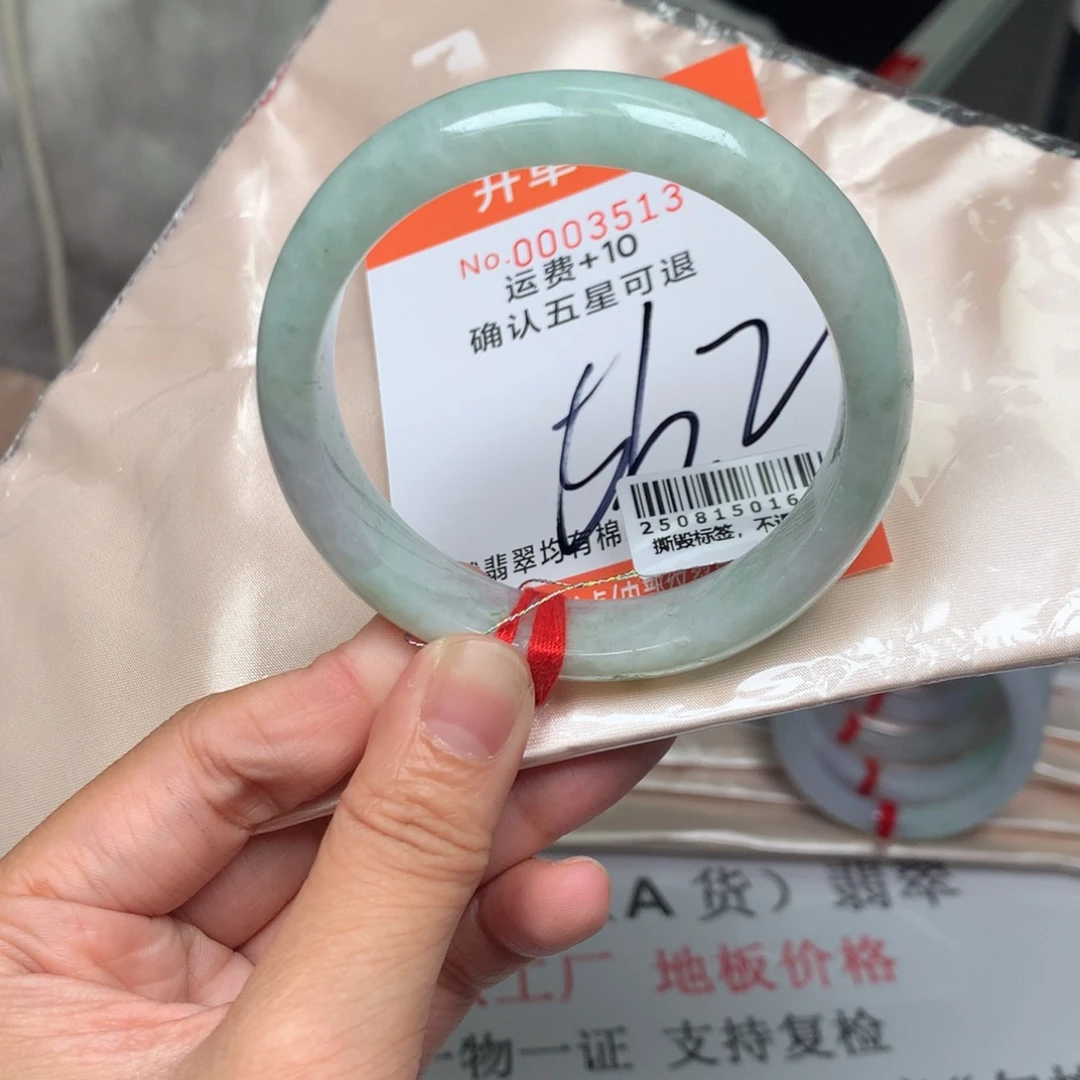 开单
No.0003513
运费+10
确认五星可退
250815016
撕毁标签，不
翡翠均有棉
A货）翡翠
工厂 地板价格
一物一证 支持复检